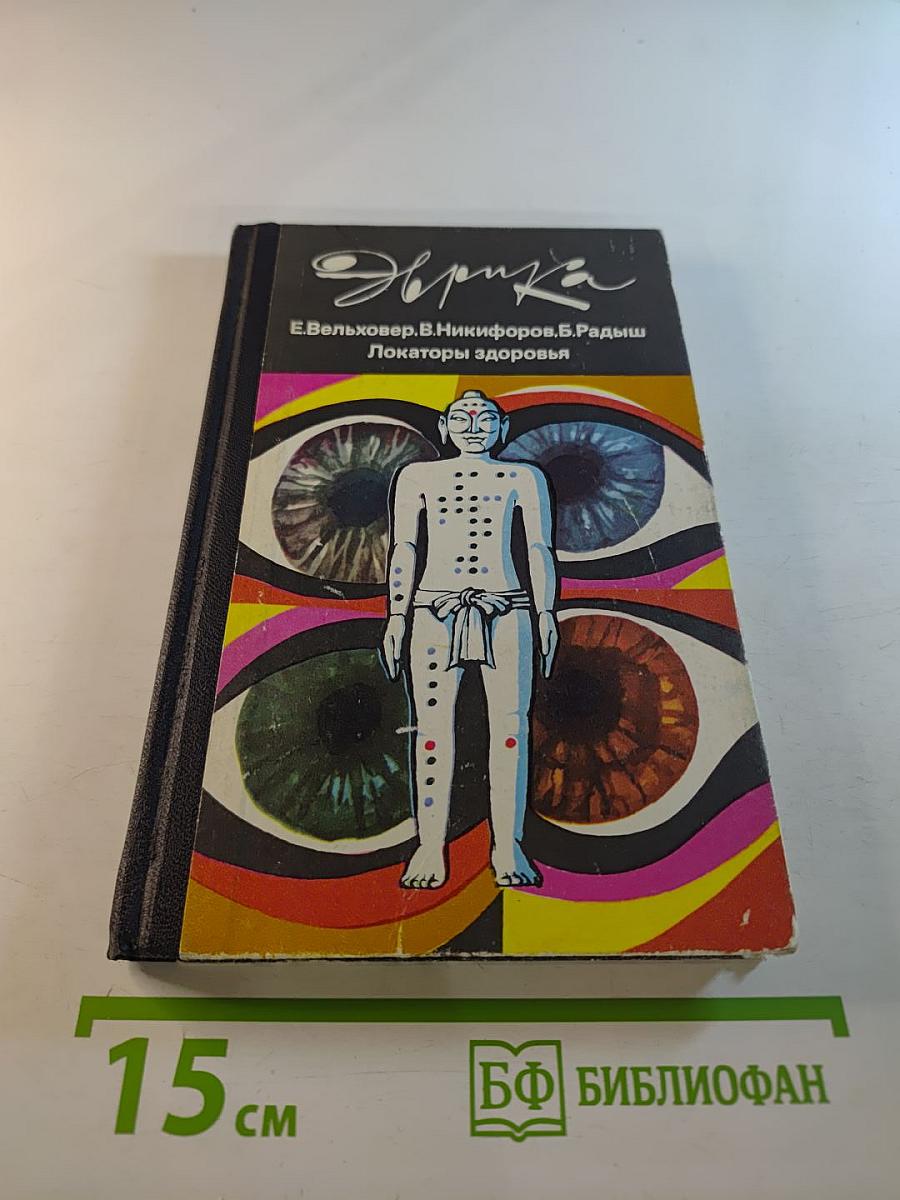 Эврика
Е.Вельховер,В.Никифоров,Б.Радыш
Локаторы здоровья
15 см
БФ БИБЛИОФАН